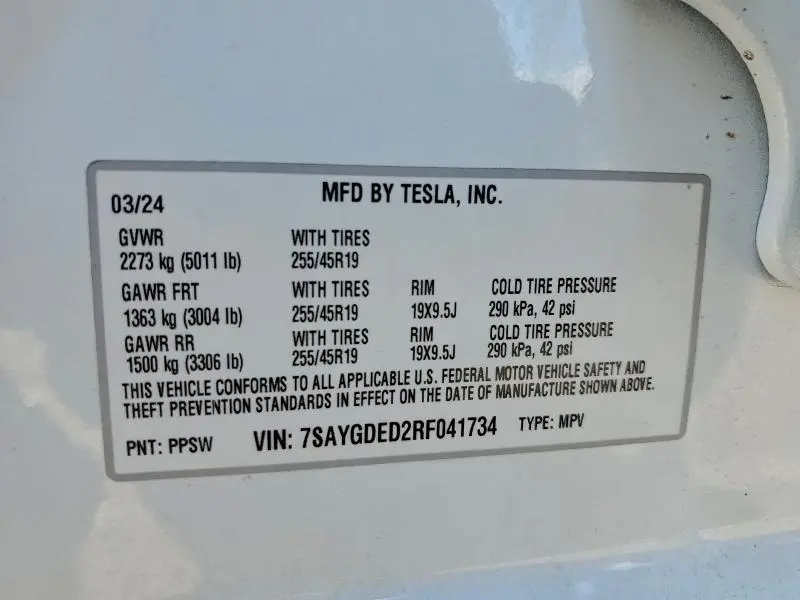 03/24 MFD BY TESLA, INC.
GVWR WITH TIRES
2273 kg (5011 lb) 255/45R19
GAWR FRT WITH TIRES RIM COLD TIRE PRESSURE
1363 kg (3004 lb) 255/45R19 19X9.5J 290 kPa, 42 psi
GAWR RR WITH TIRES RIM COLD TIRE PRESSURE
1500 kg (3306 lb) 255/45R19 19X9.5J 290 kPa, 42 psi
THIS VEHICLE CONFORMS TO ALL APPLICABLE U.S. FEDERAL MOTOR VEHICLE SAFETY AND
THEFT PREVENTION STANDARDS IN EFFECT ON THE DATE OF MANUFACTURE SHOWN ABOVE.
PNT: PPSW VIN: 7SAYGDED2RF041734 TYPE: MPV